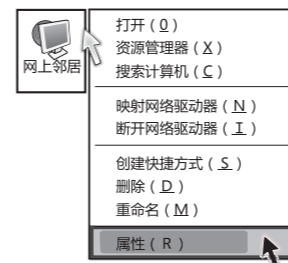 网上邻居
打开（0）
资源管理器（X）
搜索计算机（C）
映射网络驱动器（N）
断开网络驱动器（I）
创建快捷方式（S）
删除（D）
重命名（M）
属性（R）